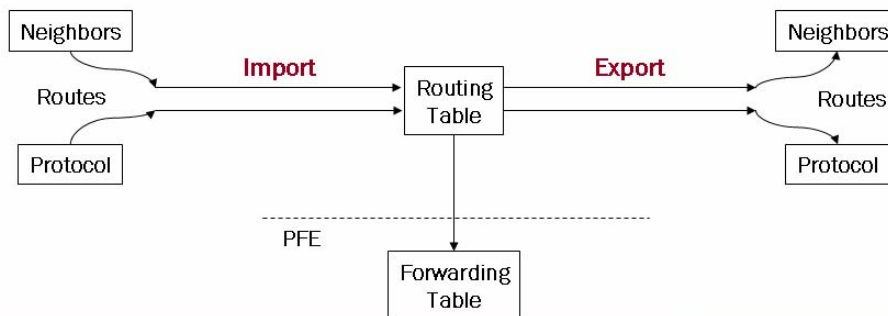 Neighbors
Neighbors
Import
Export
Routes
Routing
Table
Routes
Protocol
Protocol
PFE
Forwarding
Table